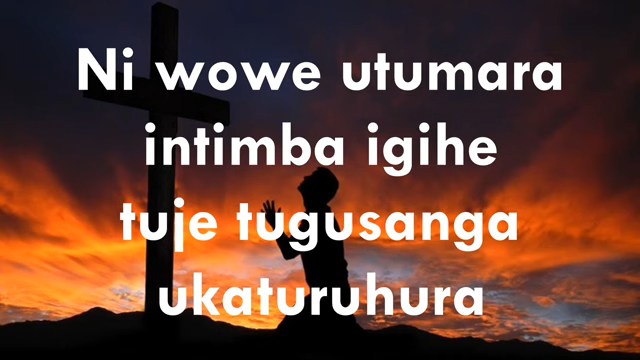 Ni wowe utumara
intimba igihe
tuje tugusanga
ukaturuhura